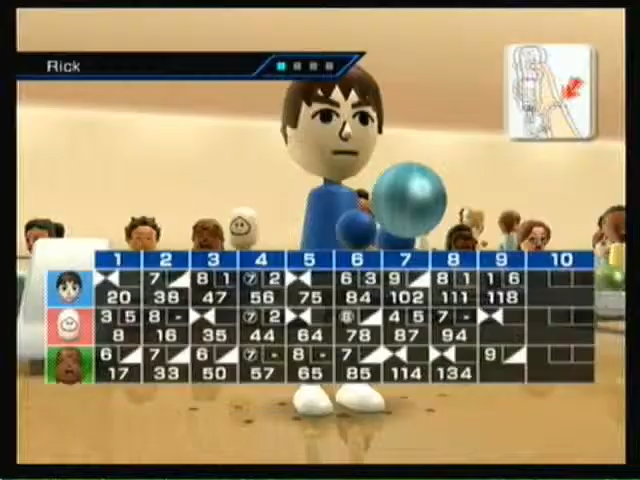 Rick
1 2 3 4 5 6 7 8 9 10
7 8 1 7 2 6 3 9 8 1 1 6
20 38 47 56 75 84 102 111 118
3 5 8 - 7 2 8 4 5 7 -
8 16 35 44 64 78 87 94
6 7 6 7 - 8 - 7 9
17 33 50 57 65 85 114 134